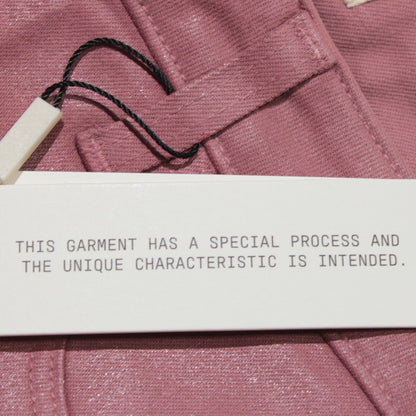 THIS GARMENT HAS A SPECIAL PROCESS AND
THE UNIQUE CHARACTERISTIC IS INTENDED.